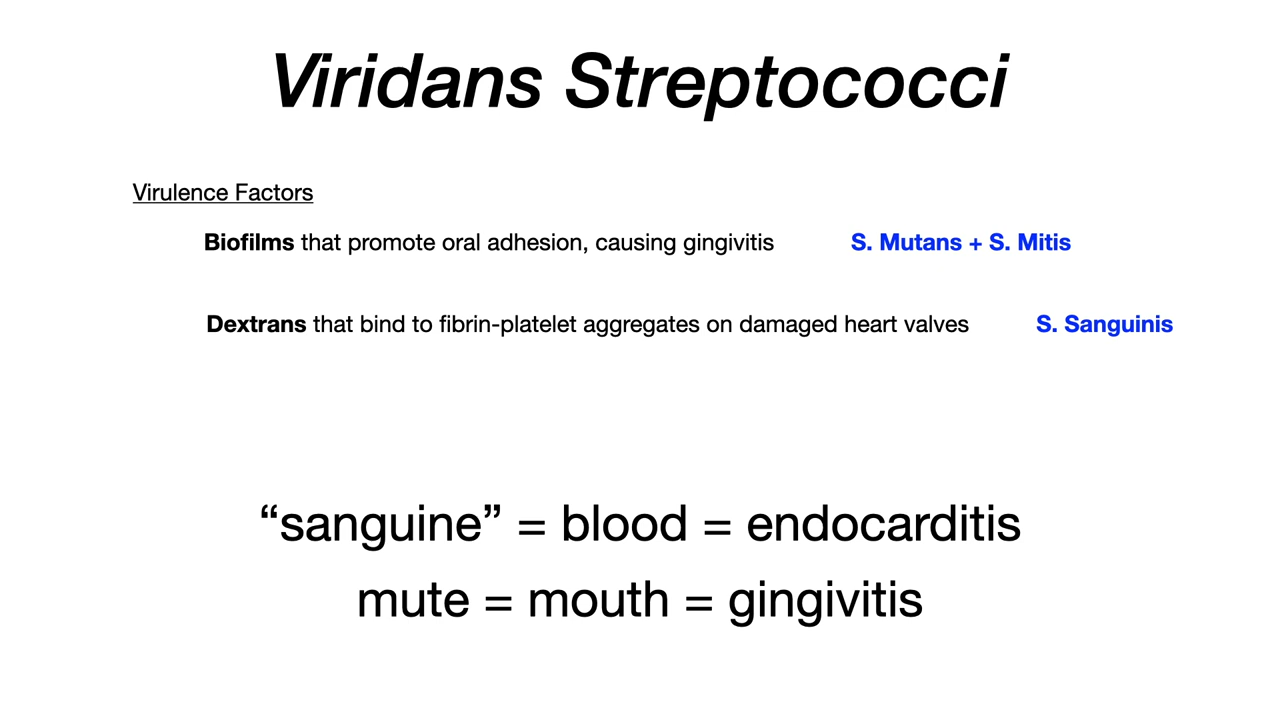 Viridans Streptococci
Virulence Factors
Biofilms that promote oral adhesion, causing gingivitis S. Mutans + S. Mitis
Dextrans that bind to fibrin-platelet aggregates on damaged heart valves S. Sanguinis
“sanguine” = blood = endocarditis
mute = mouth = gingivitis